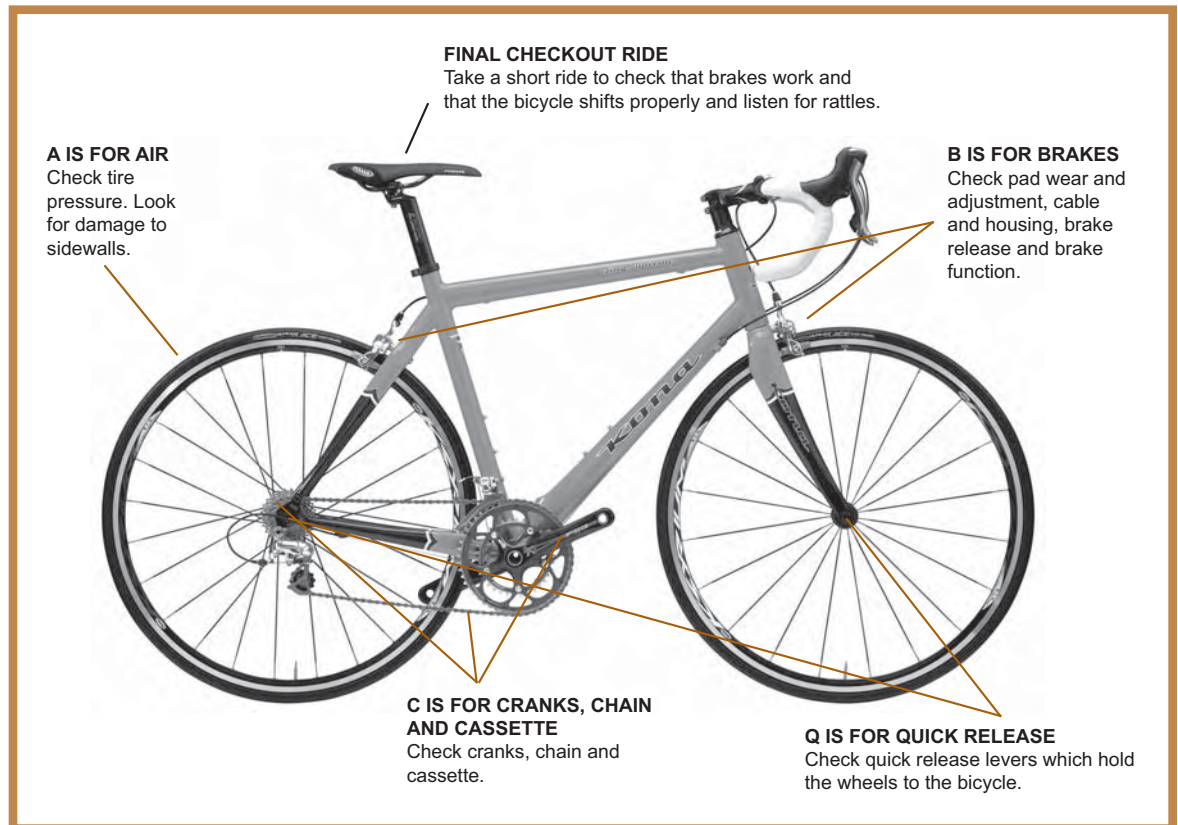 FINAL CHECKOUT RIDE
Take a short ride to check that brakes work and
that the bicycle shifts properly and listen for rattles.
A IS FOR AIR
Check tire
pressure. Look
for damage to
sidewalls.
B IS FOR BRAKES
Check pad wear and
adjustment, cable
and housing, brake
release and brake
function.
KONA
C IS FOR CRANKS, CHAIN
AND CASSETTE
Check cranks, chain and
cassette.
Q IS FOR QUICK RELEASE
Check quick release levers which hold
the wheels to the bicycle.